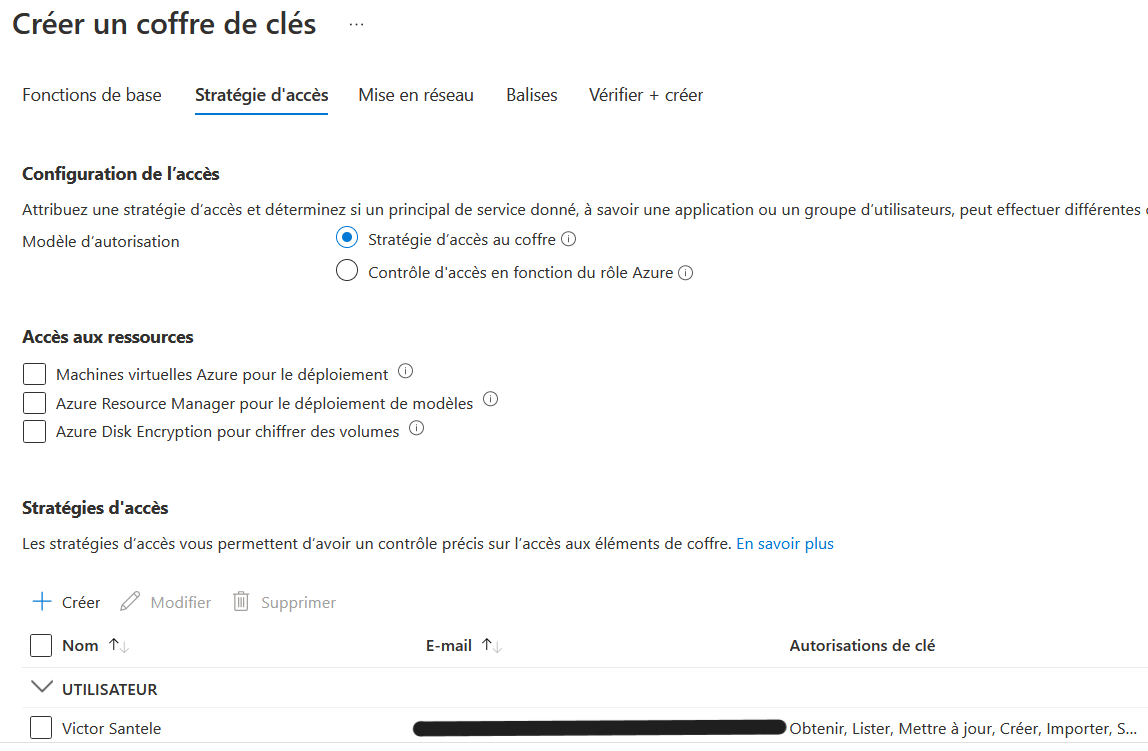 Créer un coffre de clés ...
Fonctions de base Stratégie d'accès Mise en réseau Balises Vérifier + créer
Configuration de l’accès
Attribuez une stratégie d’accès et déterminez si un principal de service donné, à savoir une application ou un groupe d’utilisateurs, peut effectuer différentes
Modèle d’autorisation
Stratégie d’accès au coffre
Contrôle d'accès en fonction du rôle Azure
Accès aux ressources
Machines virtuelles Azure pour le déploiement
Azure Resource Manager pour le déploiement de modèles
Azure Disk Encryption pour chiffrer des volumes
Stratégies d'accès
Les stratégies d’accès vous permettent d’avoir un contrôle précis sur l’accès aux éléments de coffre. En savoir plus
Créer Modifier Supprimer
Nom E-mail Autorisations de clé
UTILISATEUR
Victor Santele Obtenir, Lister, Mettre à jour, Créer, Importer, S...